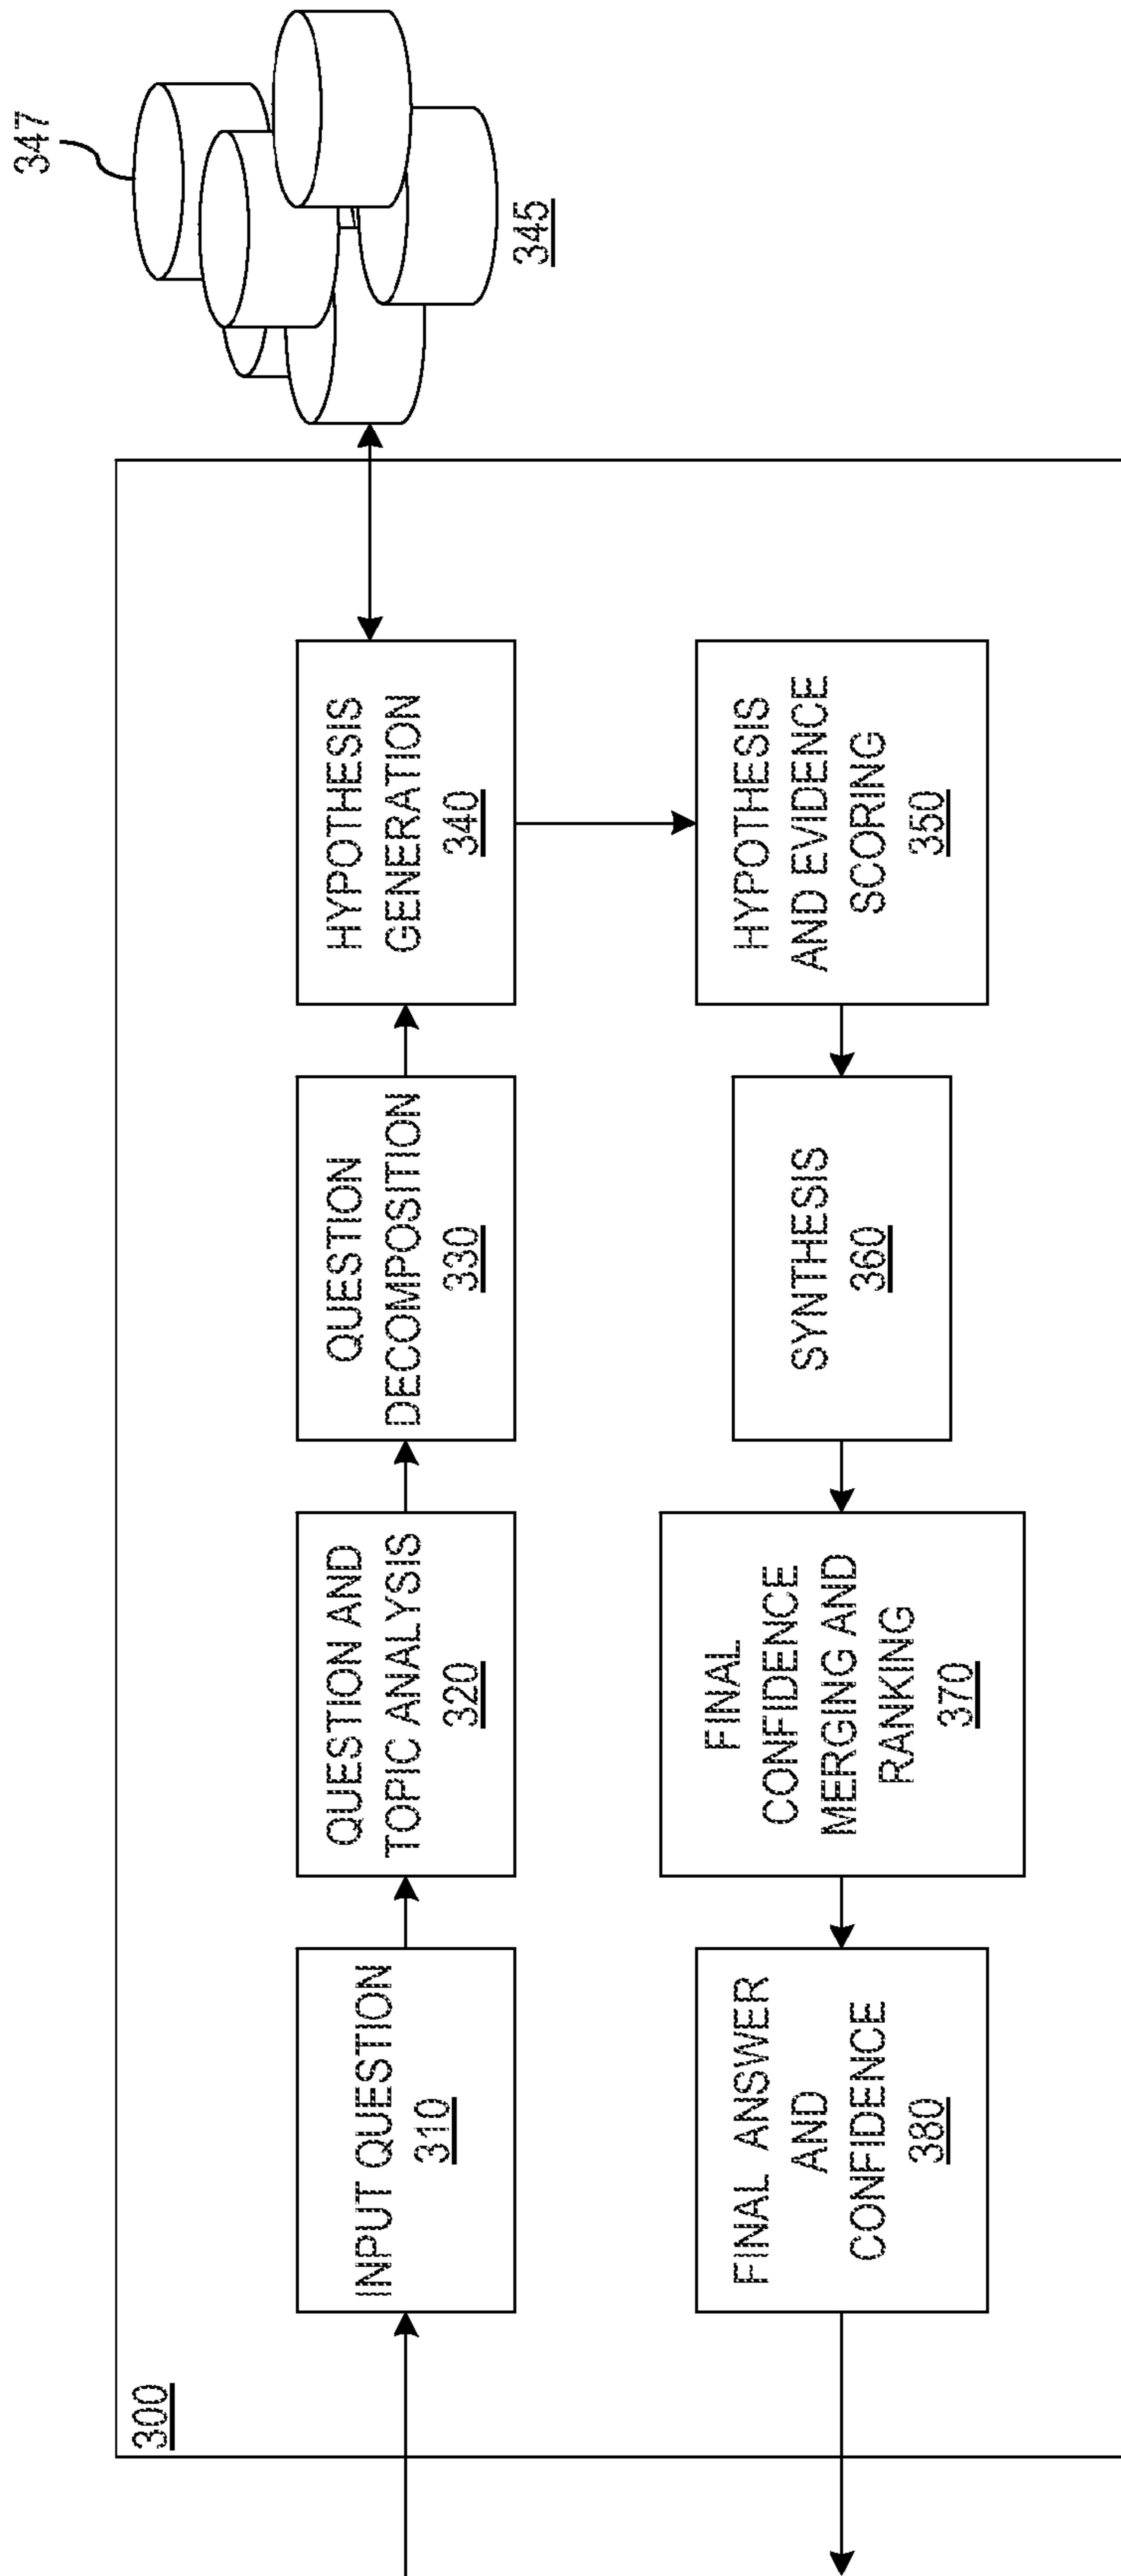 300
INPUT QUESTION
310
QUESTION AND
TOPIC ANALYSIS
320
QUESTION
DECOMPOSITION
330
HYPOTHESIS
GENERATION
340
347
345
HYPOTHESIS
AND EVIDENCE
SCORING
350
SYNTHESIS
360
FINAL
CONFIDENCE
MERGING AND
RANKING
370
FINAL ANSWER
AND
CONFIDENCE
380